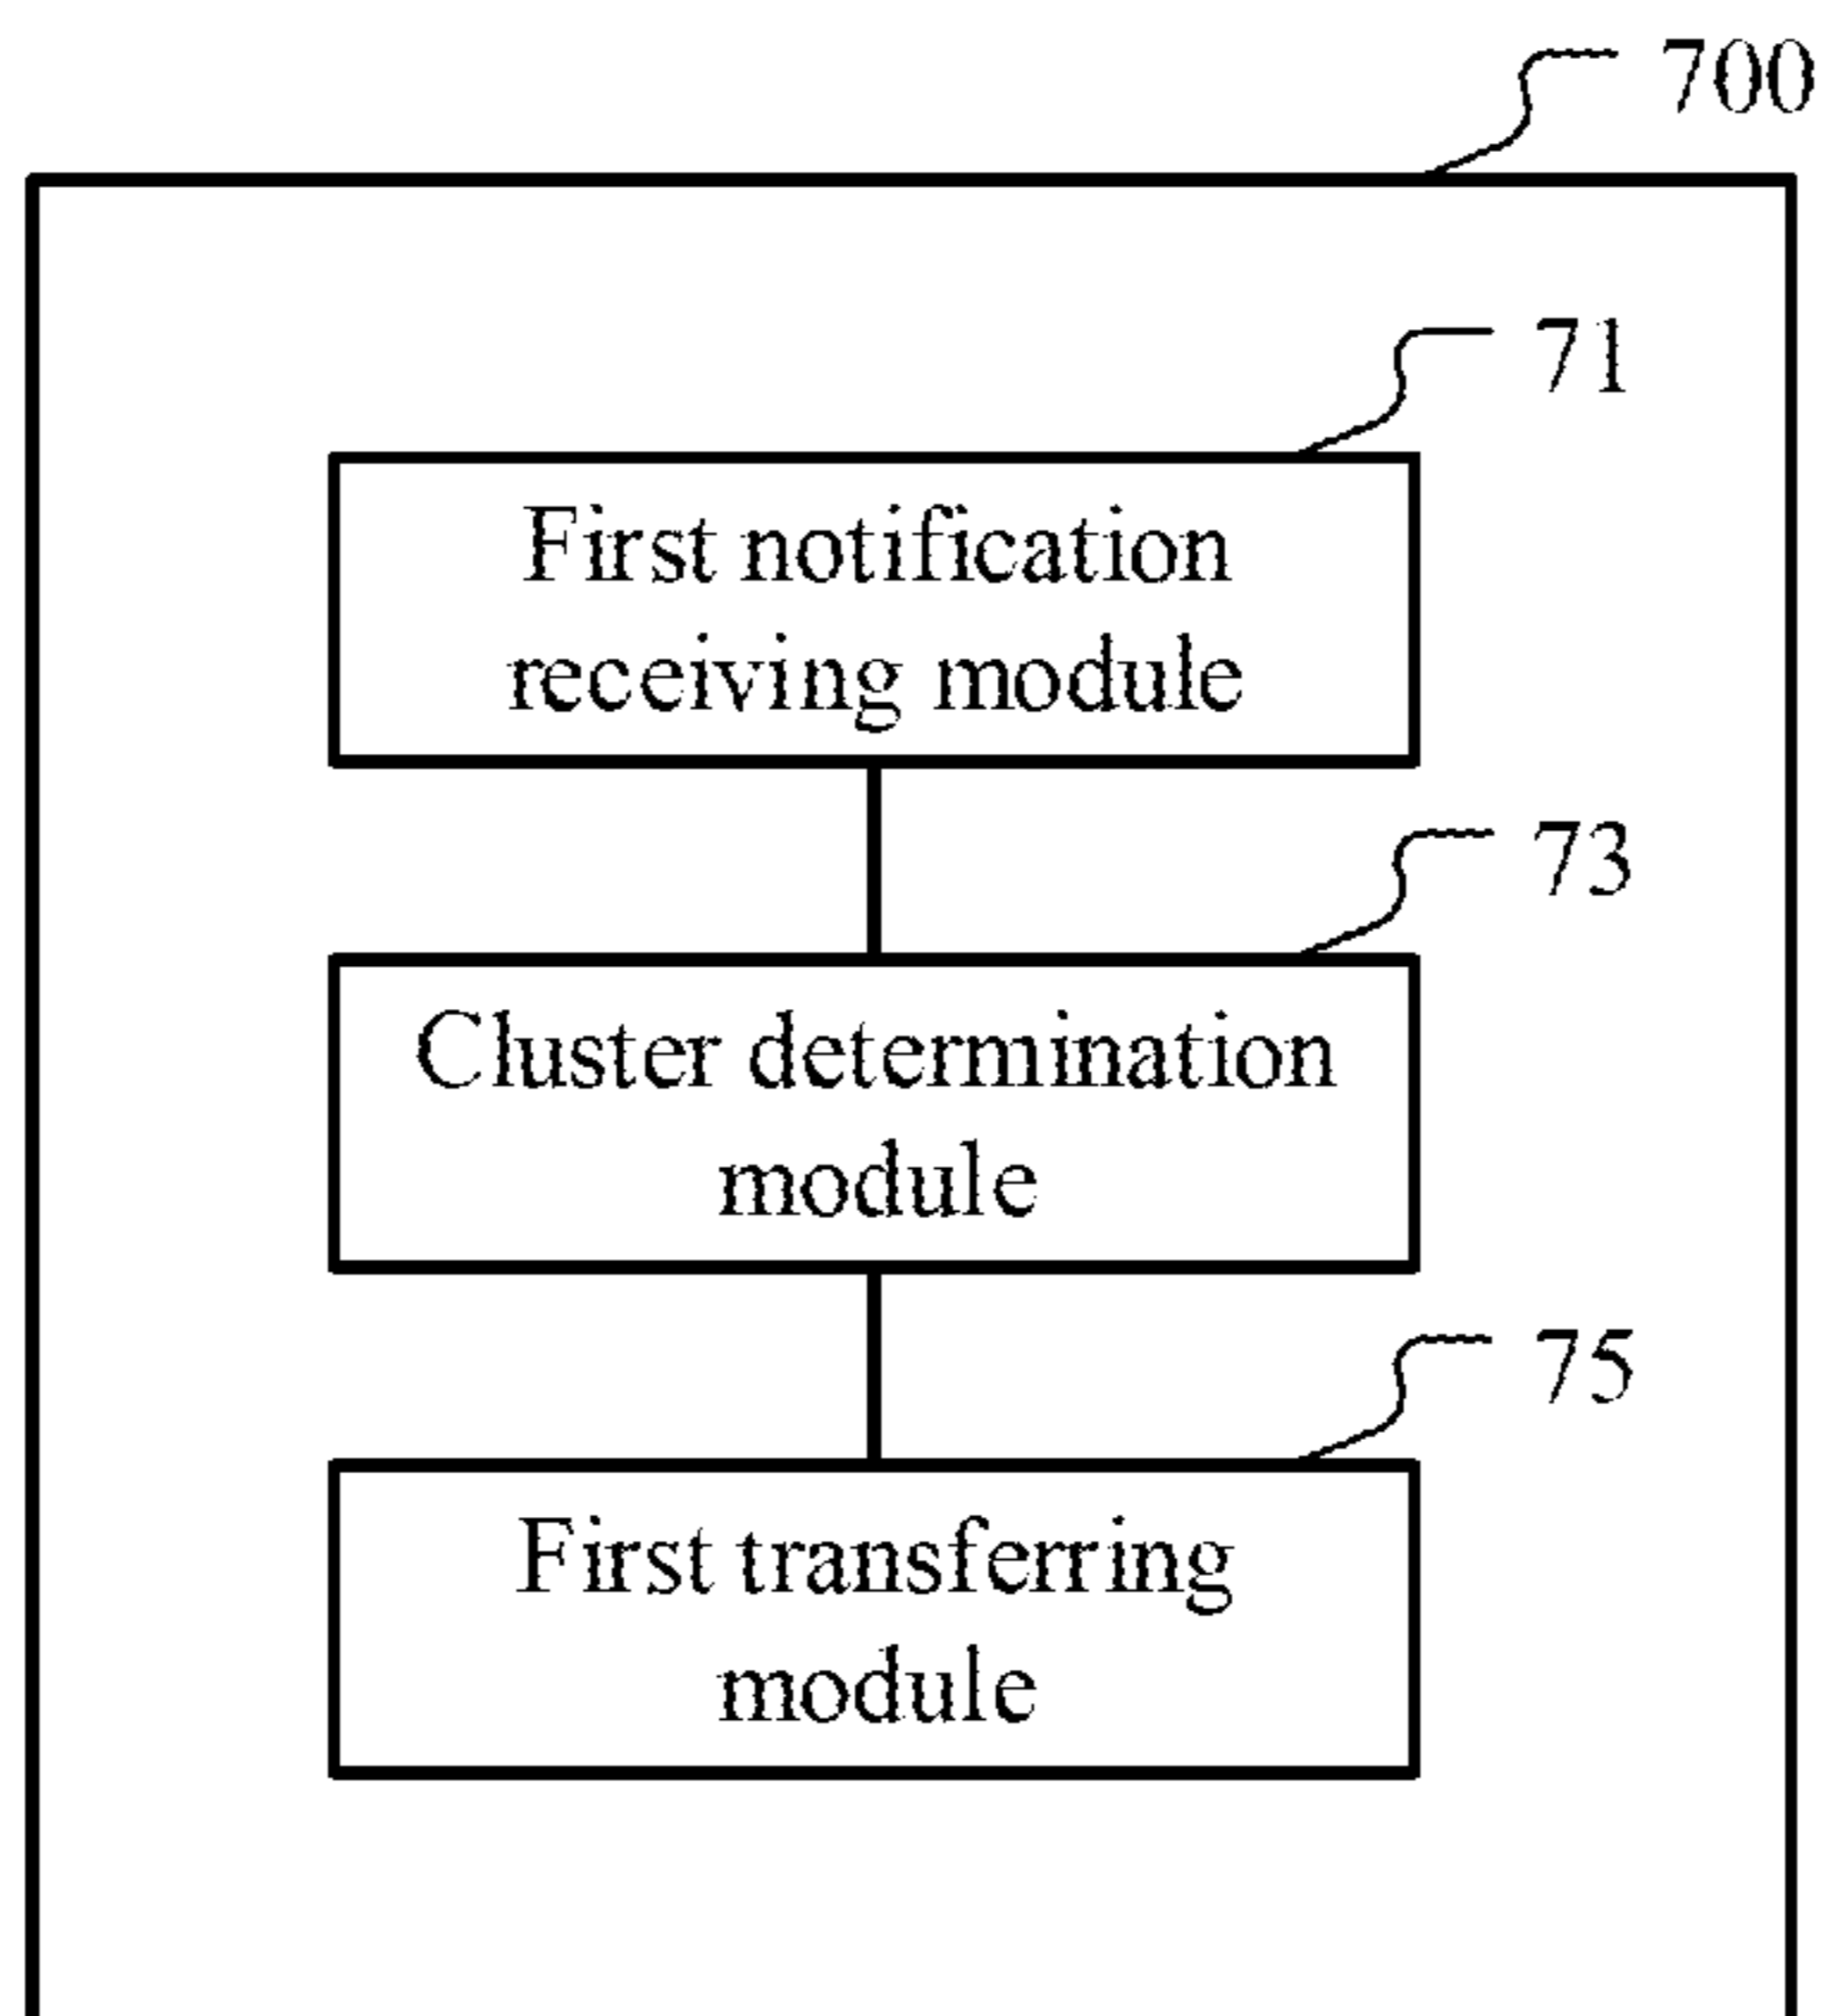 700
71
First notification
receiving module
73
Cluster determination
module
75
First transferring
module